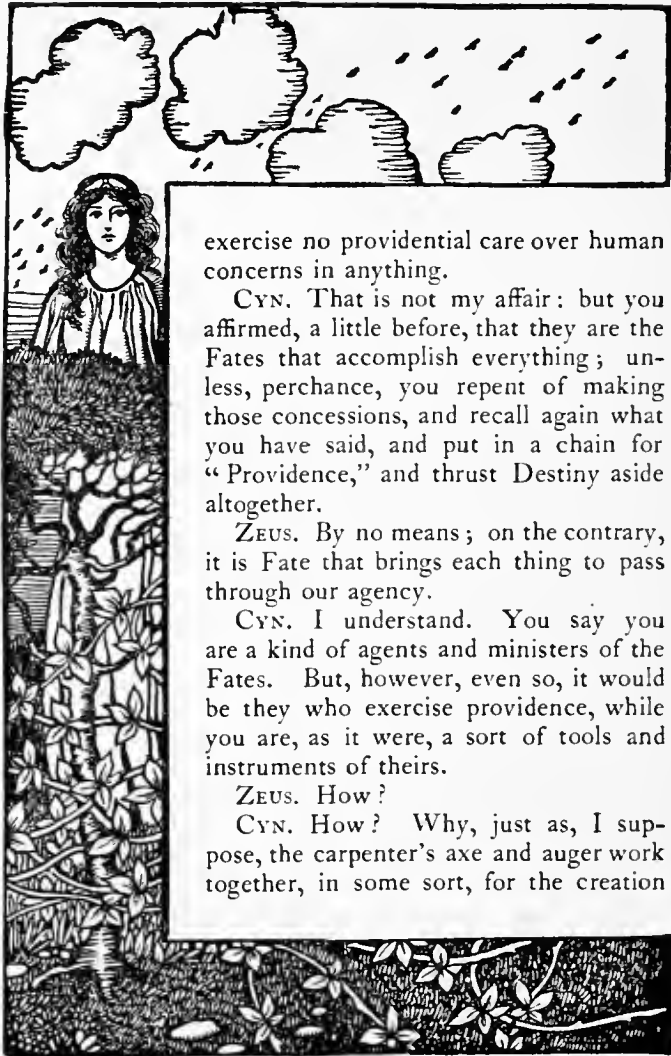 exercise no providential care over human
concerns in anything.
CYN. That is not my affair: but you
affirmed, a little before, that they are the
Fates that accomplish everything; un-
less, perchance, you repent of making
those concessions, and recall again what
you have said, and put in a chain for
“Providence,” and thrust Destiny aside
altogether.
ZEUS. By no means; on the contrary,
it is Fate that brings each thing to pass
through our agency.
CYN. I understand. You say you
are a kind of agents and ministers of the
Fates. But, however, even so, it would
be they who exercise providence, while
you are, as it were, a sort of tools and
instruments of theirs.
ZEUS. How?
CYN. How? Why, just as, I sup-
pose, the carpenter's axe and auger work
together, in some sort, for the creation